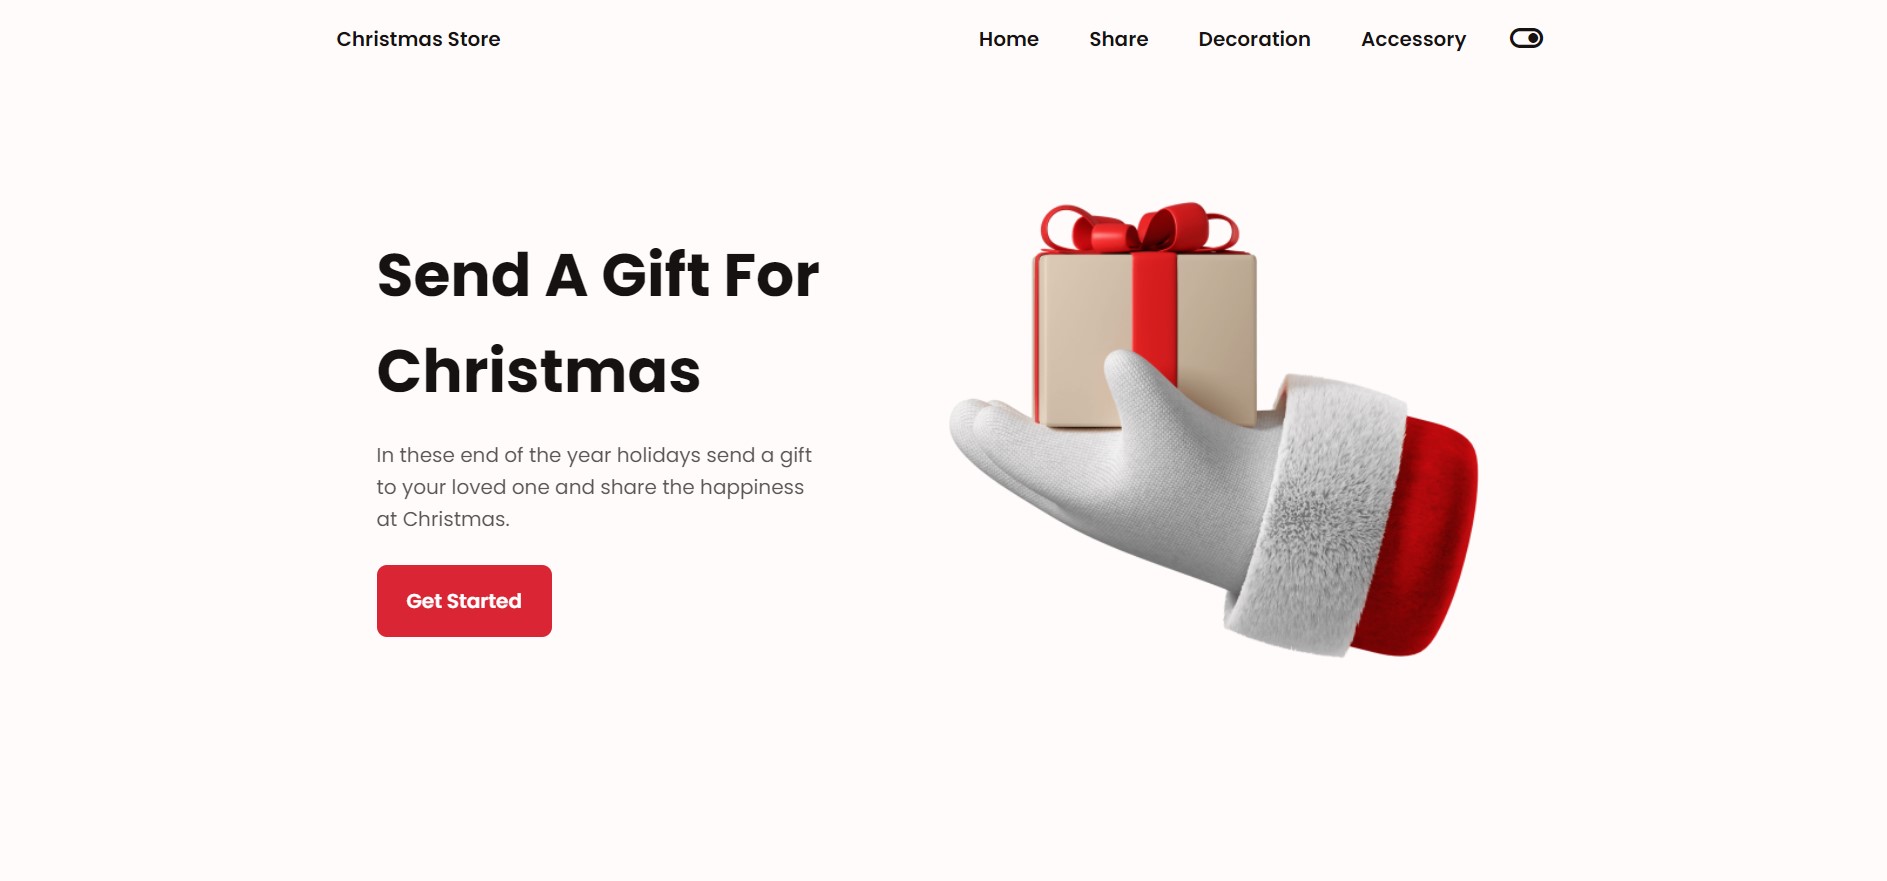 Christmas Store
Home Share Decoration Accessory
Send A Gift For
Christmas
In these end of the year holidays send a gift
to your loved one and share the happiness
at Christmas.
Get Started